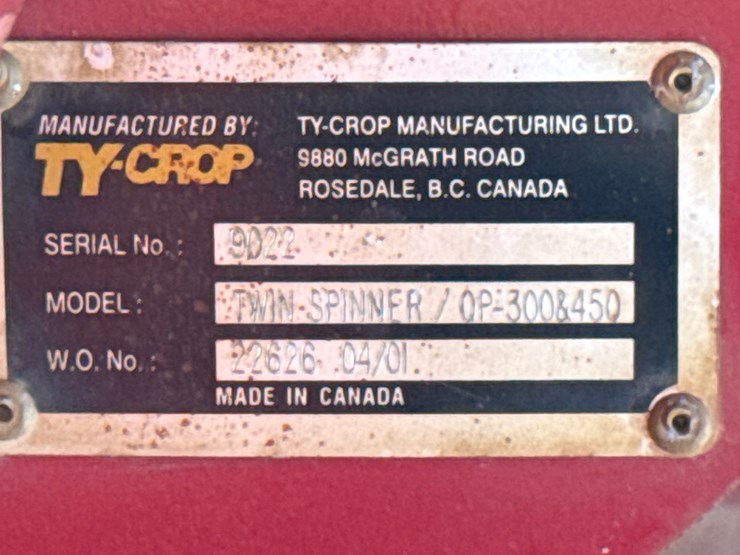 MANUFACTURED BY:
TY-CROP
TY-CROP MANUFACTURING LTD.
9880 McGRATH ROAD
ROSEDALE, B.C. CANADA
SERIAL No. : 9D22
MODEL : TWIN SPINNER / QP-300&450
W.O. No. : 22626 04/01
MADE IN CANADA